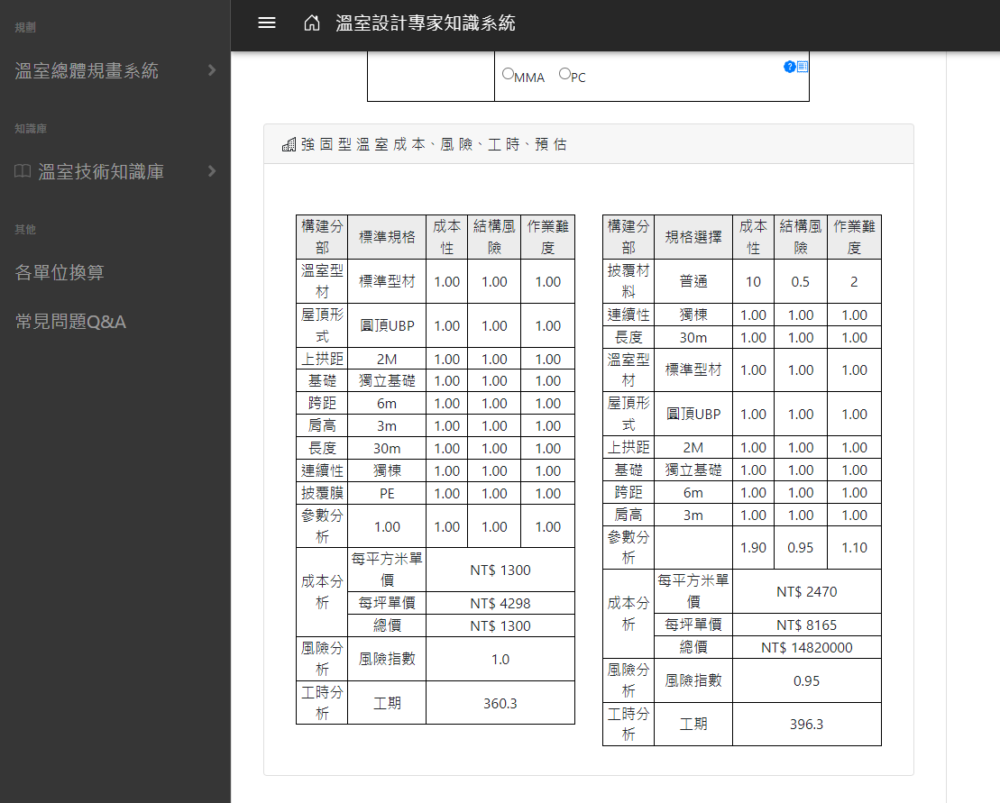 規劃
溫室總體規畫系統
知識庫
溫室技術知識庫
其他
各單位換算
常見問題Q&A
溫室設計專家知識系統
MMA PC
強固型溫室成本、風險、工時、預估
構建分部 標準規格 成本性 結構風險 作業難度
溫室型材 標準型材 1.00 1.00 1.00
屋頂形式 圓頂UBP 1.00 1.00 1.00
上拱距 2M 1.00 1.00 1.00
基礎 獨立基礎 1.00 1.00 1.00
跨距 6m 1.00 1.00 1.00
肩高 3m 1.00 1.00 1.00
長度 30m 1.00 1.00 1.00
連續性 獨棟 1.00 1.00 1.00
披覆膜 PE 1.00 1.00 1.00
參數分析 1.00 1.00 1.00 1.00
成本分析 每平方米單價 NT$ 1300
每坪單價 NT$ 4298
總價 NT$ 1300
風險分析 風險指數 1.0
工時分析 工期 360.3
構建分部 規格選擇 成本性 結構風險 作業難度
披覆材料 普通 10 0.5 2
連續性 獨棟 1.00 1.00 1.00
長度 30m 1.00 1.00 1.00
溫室型材 標準型材 1.00 1.00 1.00
屋頂形式 圓頂UBP 1.00 1.00 1.00
上拱距 2M 1.00 1.00 1.00
基礎 獨立基礎 1.00 1.00 1.00
跨距 6m 1.00 1.00 1.00
肩高 3m 1.00 1.00 1.00
參數分析 1.90 0.95 1.10
成本分析 每平方米單價 NT$ 2470
每坪單價 NT$ 8165
總價 NT$ 14820000
風險分析 風險指數 0.95
工時分析 工期 396.3